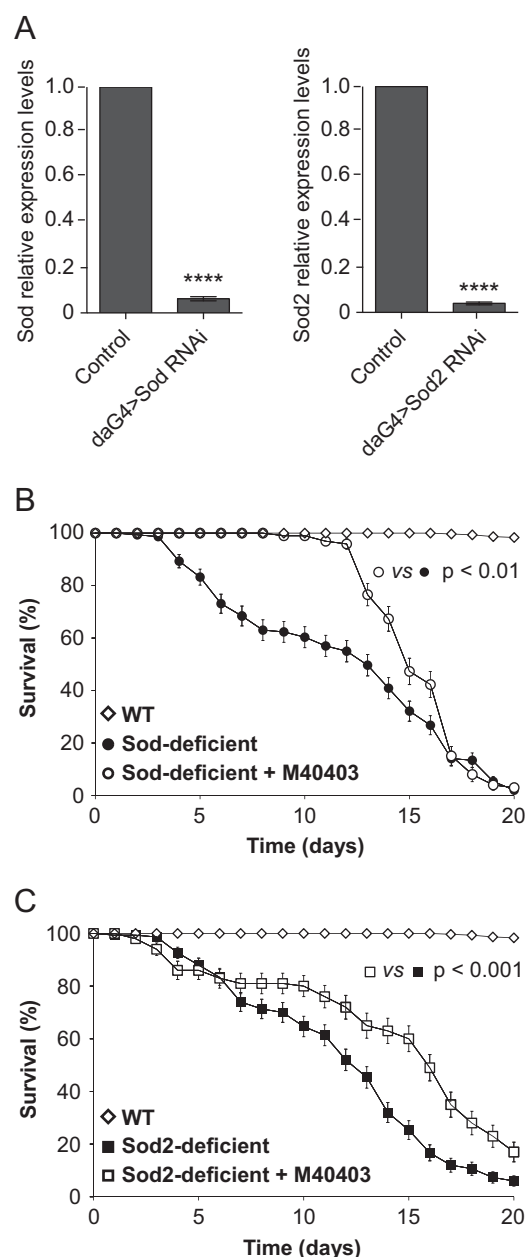 A
Sod relative expression levels
1.0
0.8
0.6
0.4
0.2
0
****
Control
daG4>Sod RNAi
Sod2 relative expression levels
1.0
0.8
0.6
0.4
0.2
0
****
Control
daG4>Sod2 RNAi
B
Survival (%)
100
80
60
40
20
0
○ vs ● p < 0.01
◇ WT
● Sod-deficient
○ Sod-deficient + M40403
0 5 10 15 20
Time (days)
C
Survival (%)
100
80
60
40
20
0
□ vs ■ p < 0.001
◇ WT
■ Sod2-deficient
□ Sod2-deficient + M40403
0 5 10 15 20
Time (days)